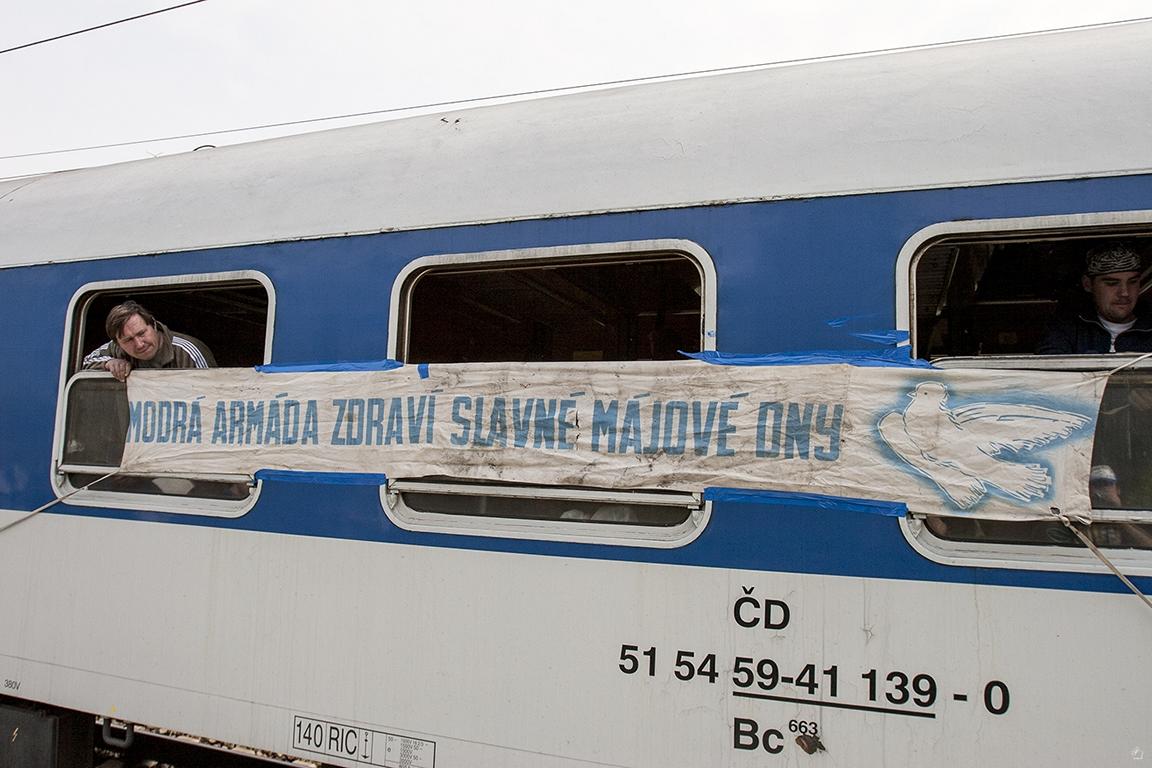 MODRÁ ARMÁDA ZDRAVÍ SLAVNÉ MÁJOVÉ DNY
ČD
51 54 59-41 139 - 0
Bc 663
380V
140 RIC